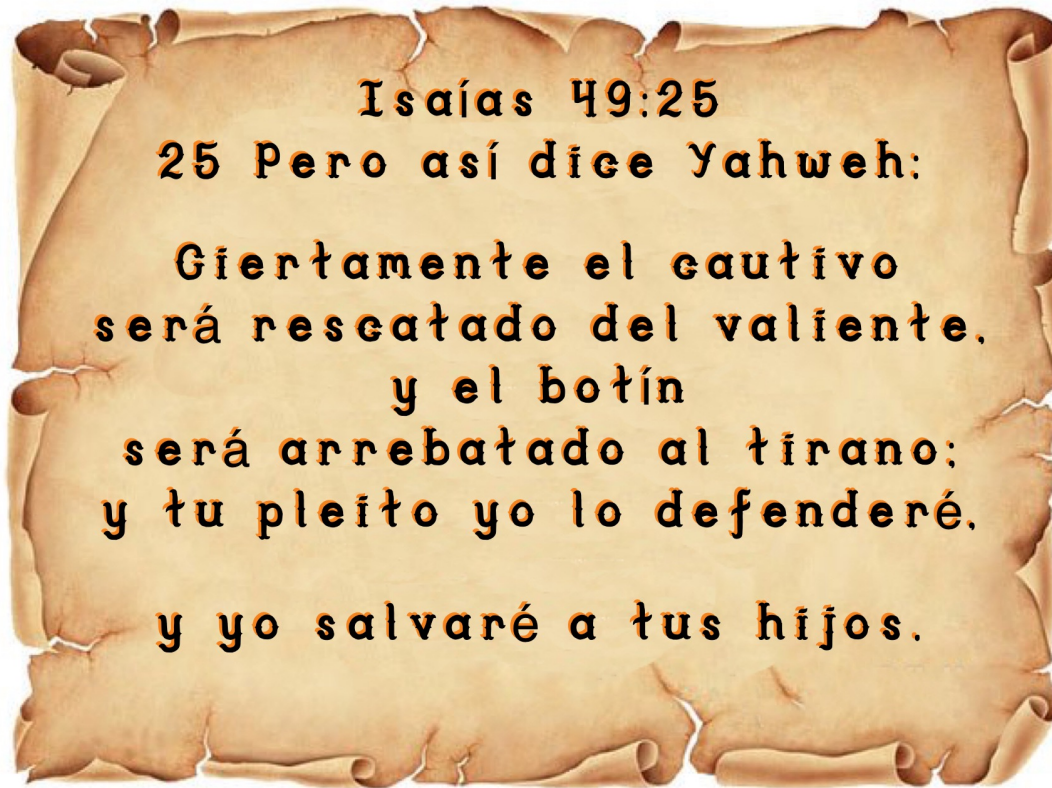 Isaías 49:25
25 Pero así dice Yahweh:
Ciertamente el cautivo
será rescatado del valiente,
y el botín
será arrebatado al tirano;
y tu pleito yo lo defenderé,
y yo salvaré a tus hijos.